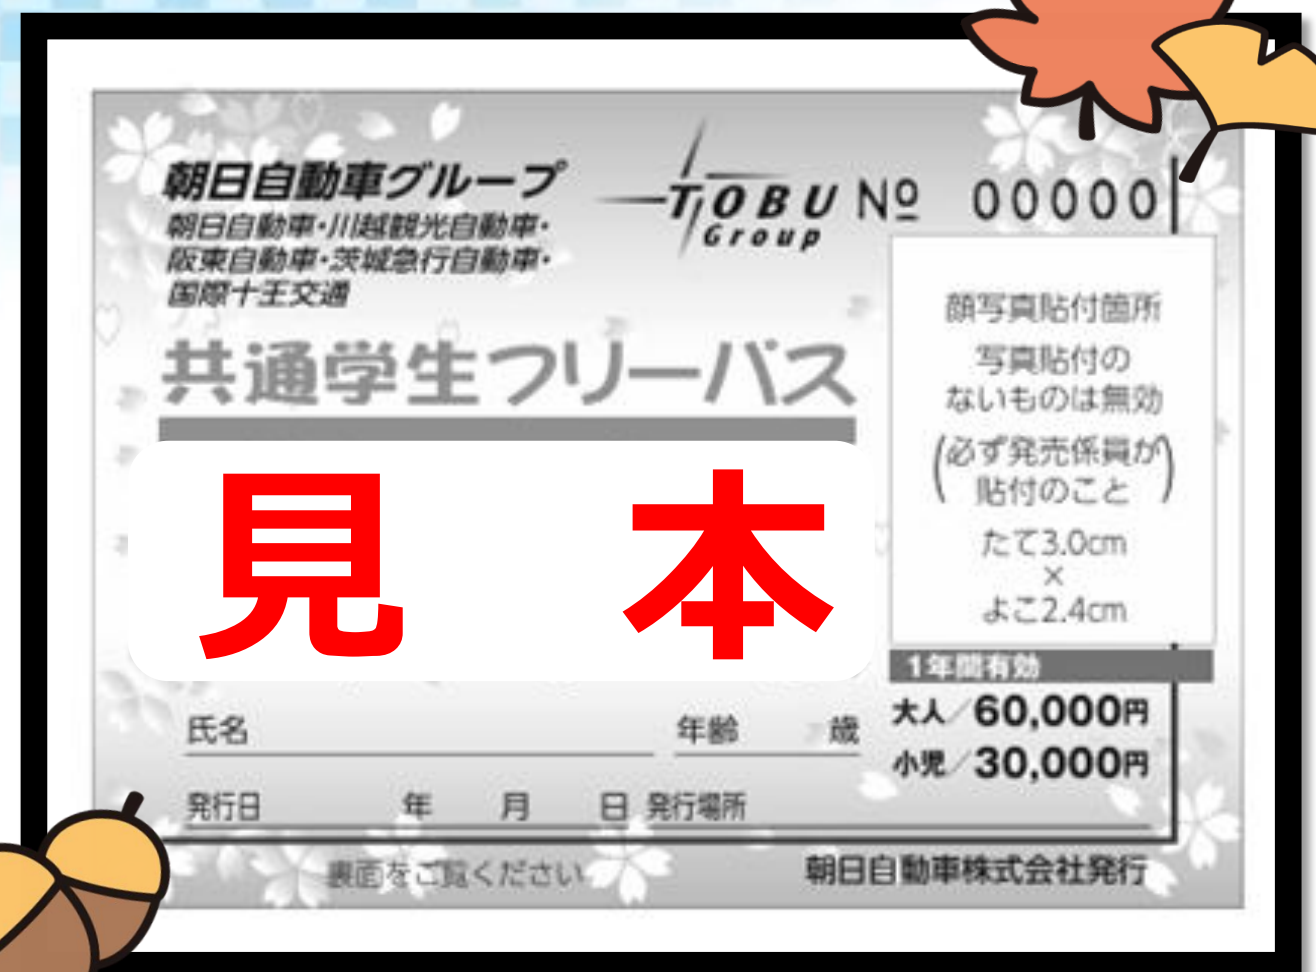 朝日自動車グループ
朝日自動車・川越観光自動車・
阪東自動車・茨城急行自動車・
国際十王交通
TOBU
Group
№ 00000
共通学生フリーパス
見 本
顔写真貼付箇所
写真貼付の
ないものは無効
(必ず発売係員が
貼付のこと)
たて3.0cm
×
よこ2.4cm
1年間有効
大人/60,000円
小児/30,000円
氏名 年齢 歳
発行日 年 月 日 発行場所
裏面をご覧ください
朝日自動車株式会社発行